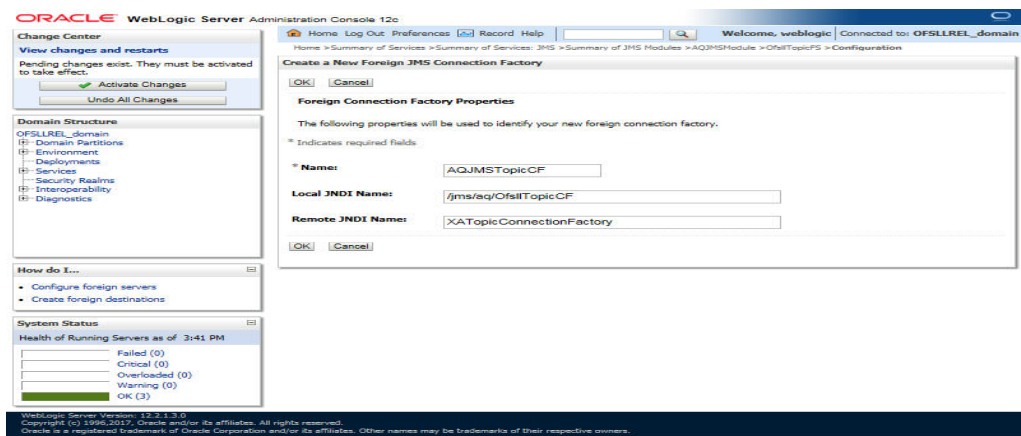 ORACLE WebLogic Server Administration Console 12c
Change Center
View changes and restarts
Pending changes exist. They must be activated
to take effect.
Activate Changes
Undo All Changes
Domain Structure
OFSLLREL_domain
Domain Partitions
Environment
Deployments
Services
Security Realms
Interoperability
Diagnostics
How do I...
Configure foreign servers
Create foreign destinations
System Status
Health of Running Servers as of 3:41 PM
Failed (0)
Critical (0)
Overloaded (0)
Warning (0)
OK (3)
Home Log Out Preferences Record Help
Welcome, weblogic Connected to: OFSLLREL_domain
Home >Summary of Services >Summary of Services: JMS >Summary of JMS Modules >AQJMSModule >OfsllTopicFS >Configuration
Create a New Foreign JMS Connection Factory
OK Cancel
Foreign Connection Factory Properties
The following properties will be used to identify your new foreign connection factory.
* Indicates required fields
* Name: AQJMSTopicCF
Local JNDI Name: /jms/aq/OfsllTopicCF
Remote JNDI Name: XATopicConnectionFactory
OK Cancel
WebLogic Server Version: 12.2.1.3.0
Copyright (c) 1996,2017, Oracle and/or its affiliates. All rights reserved.
Oracle is a registered trademark of Oracle Corporation and/or its affiliates. Other names may be trademarks of their respective owners.